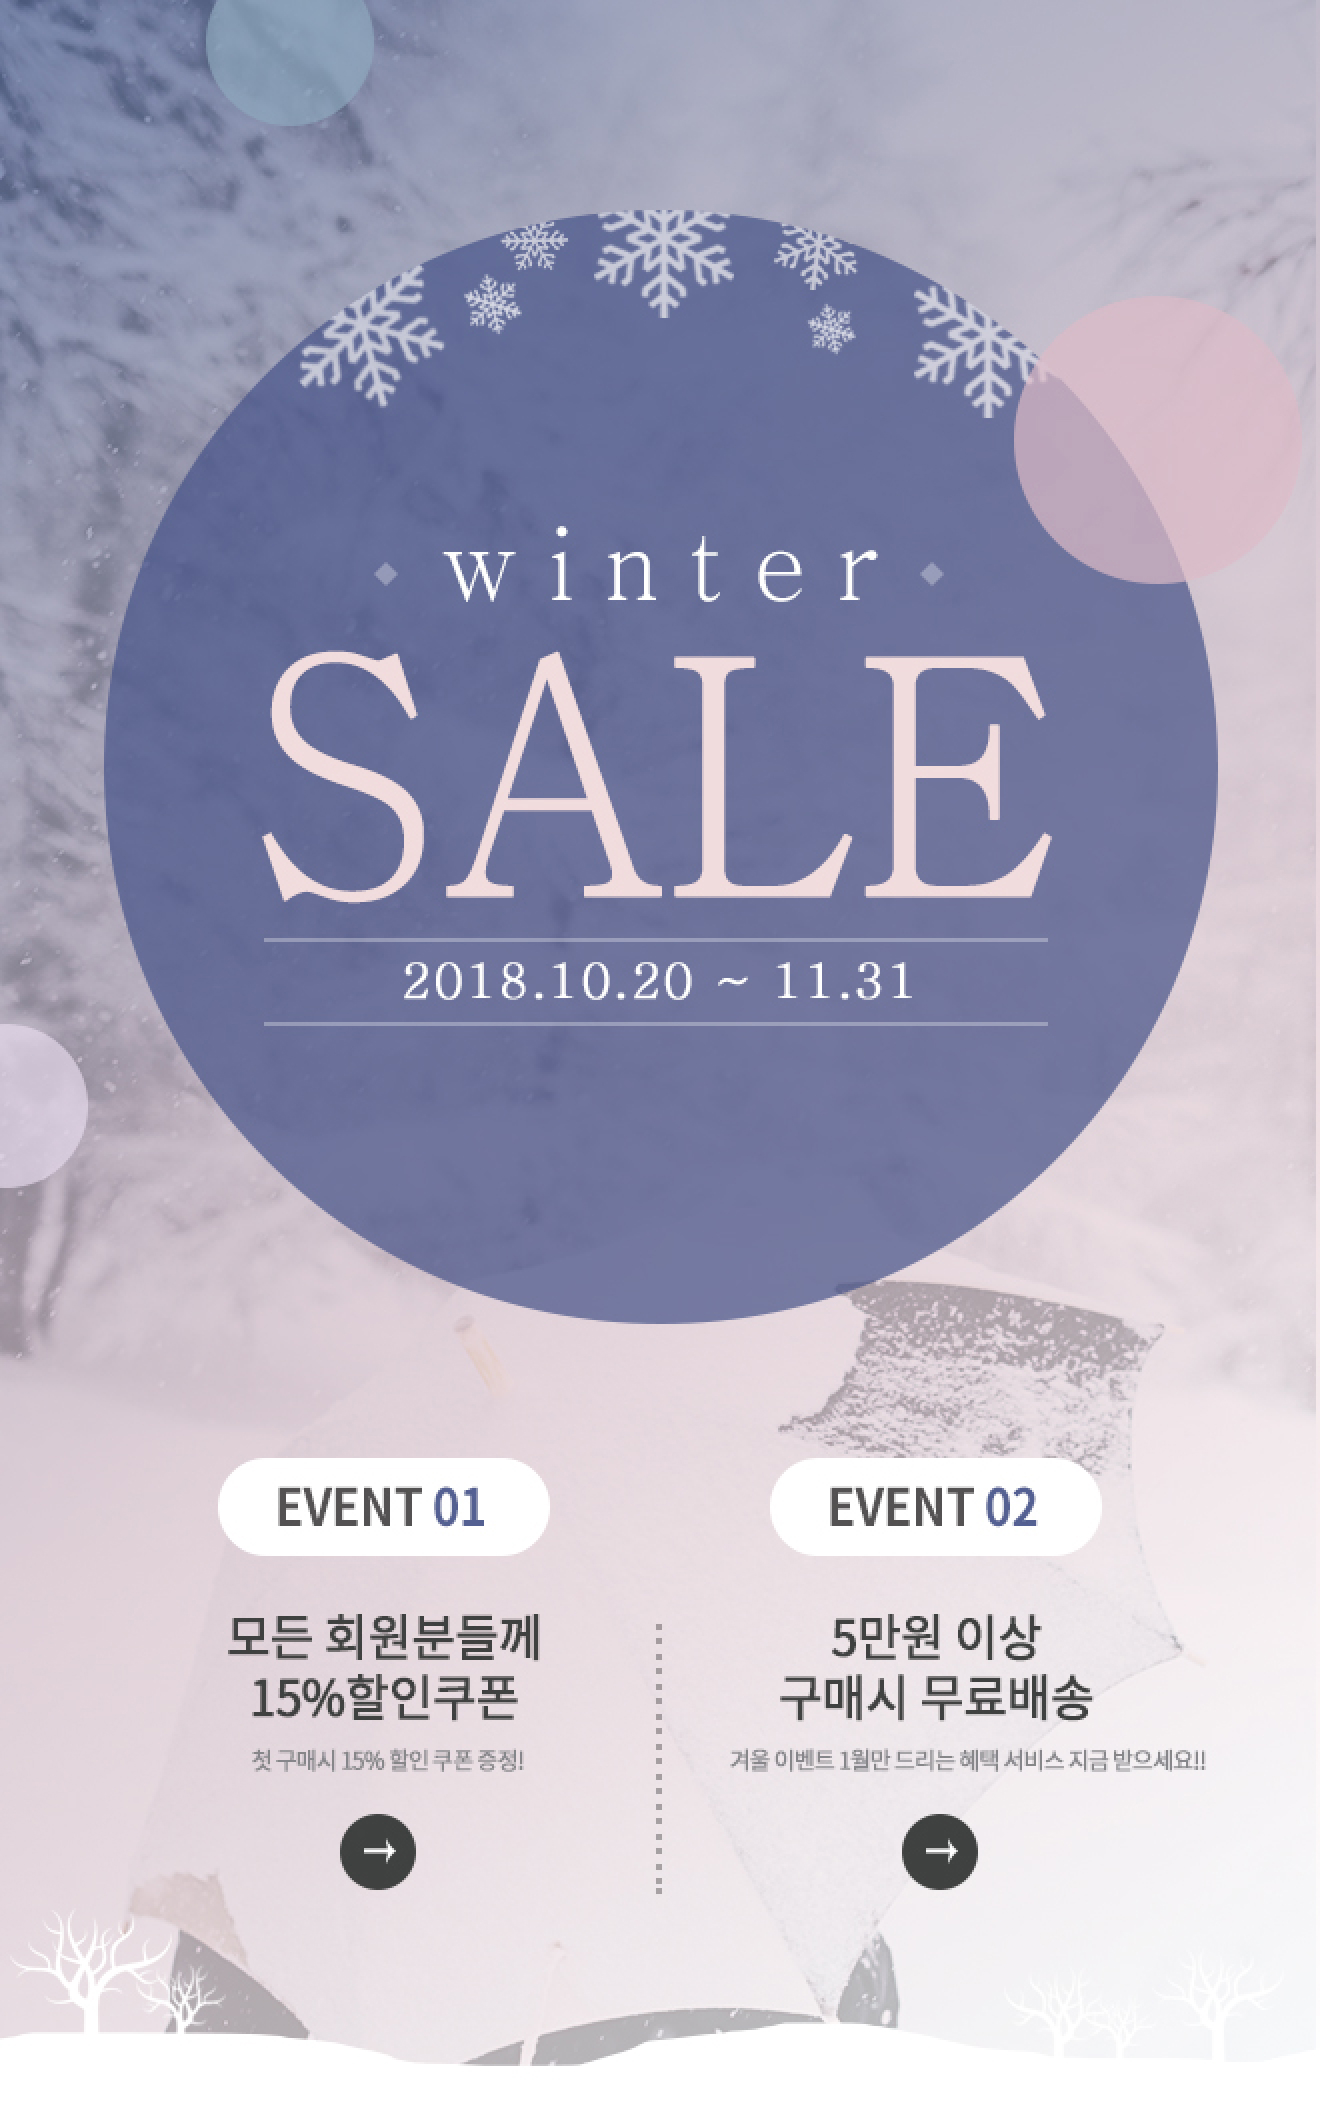 winter
SALE
2018.10.20 ~ 11.31
EVENT 01
모든 회원분들께
15%할인쿠폰
첫 구매시 15% 할인 쿠폰 증정!
EVENT 02
5만원 이상
구매시 무료배송
겨울 이벤트 1월만 드리는 혜택 서비스 지금 받으세요!!